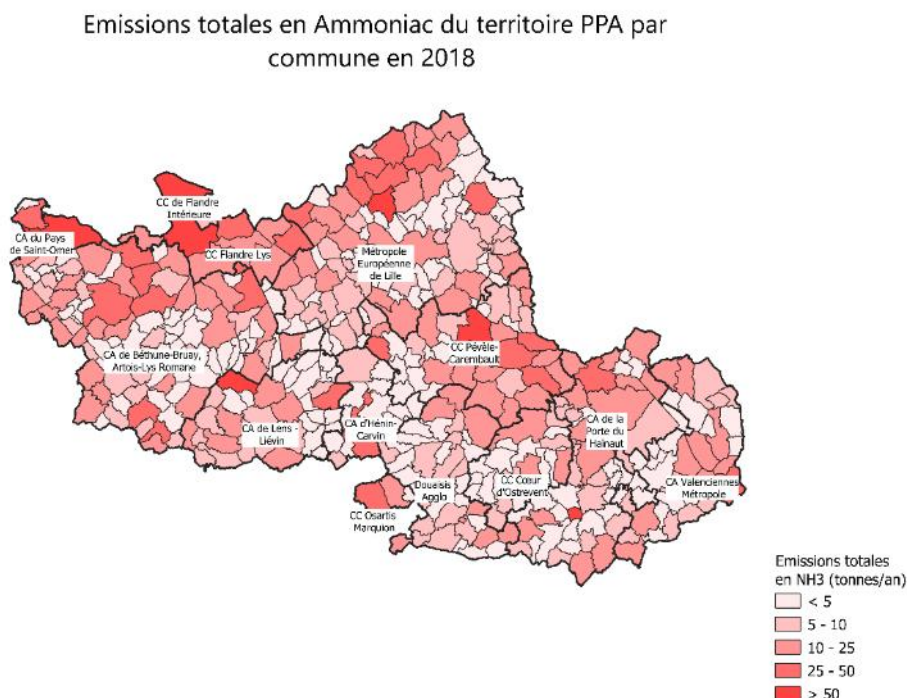 Emissions totales en Ammoniac du territoire PPA par
commune en 2018
CC de Flandre
Intérieure
CA du Pays
de Saint-Omer
CC Flandre Lys
Métropole
Européenne
de Lille
CC Pévèle-
Carembault
CA de Béthune-Bruay,
Artois-Lys Romane
CA de Lens -
Liévin
CA d'Hénin-
Carvin
CA de la
Porte du
Hainaut
Douaisis
Agglo
CC Cœur
d'Ostrevent
CA Valenciennes
Métropole
CC Osartis
Marquion
Emissions totales
en NH3 (tonnes/an)
< 5
5 - 10
10 - 25
25 - 50
> 50